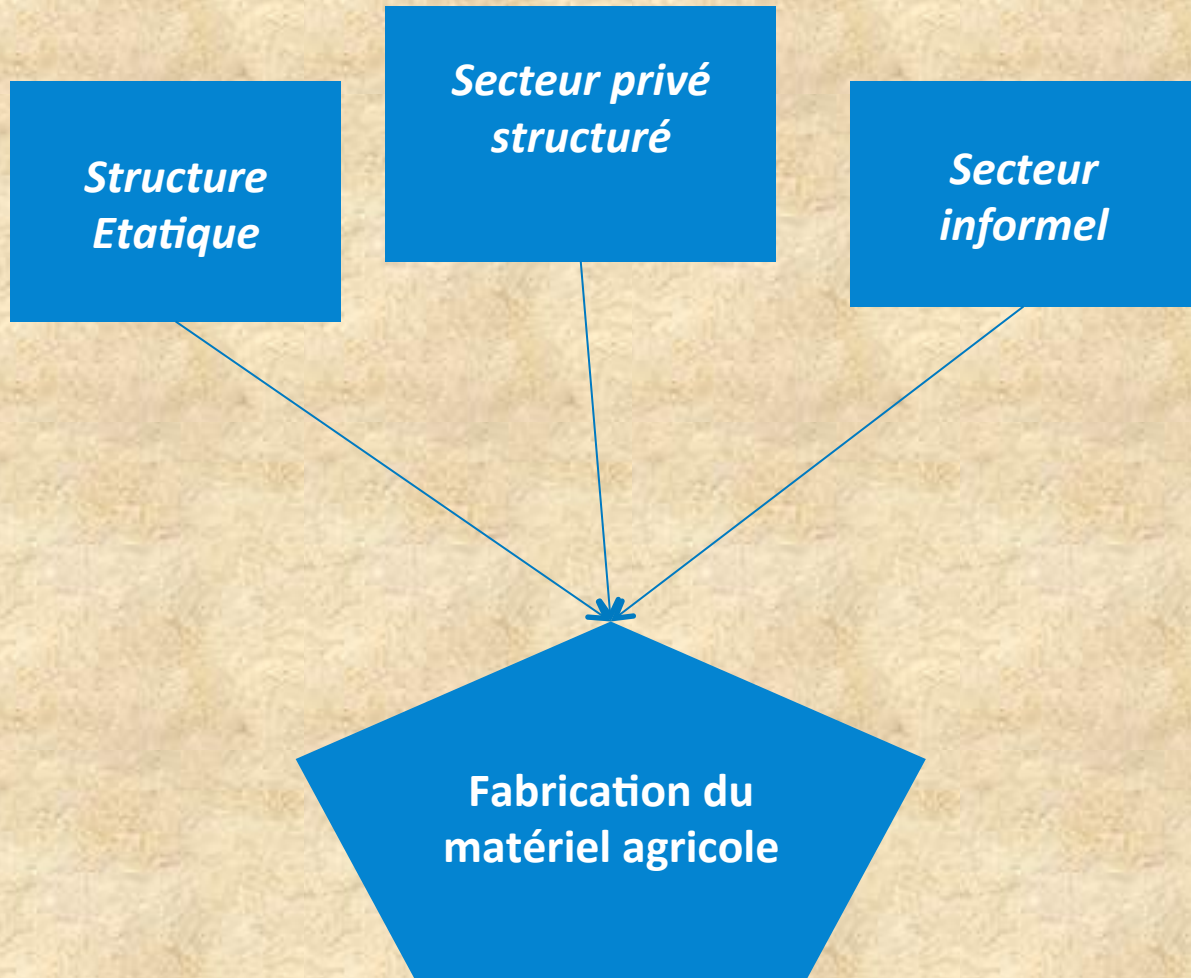 Structure
Etatique
Secteur privé
structuré
Secteur
informel
Fabrication du
matériel agricole